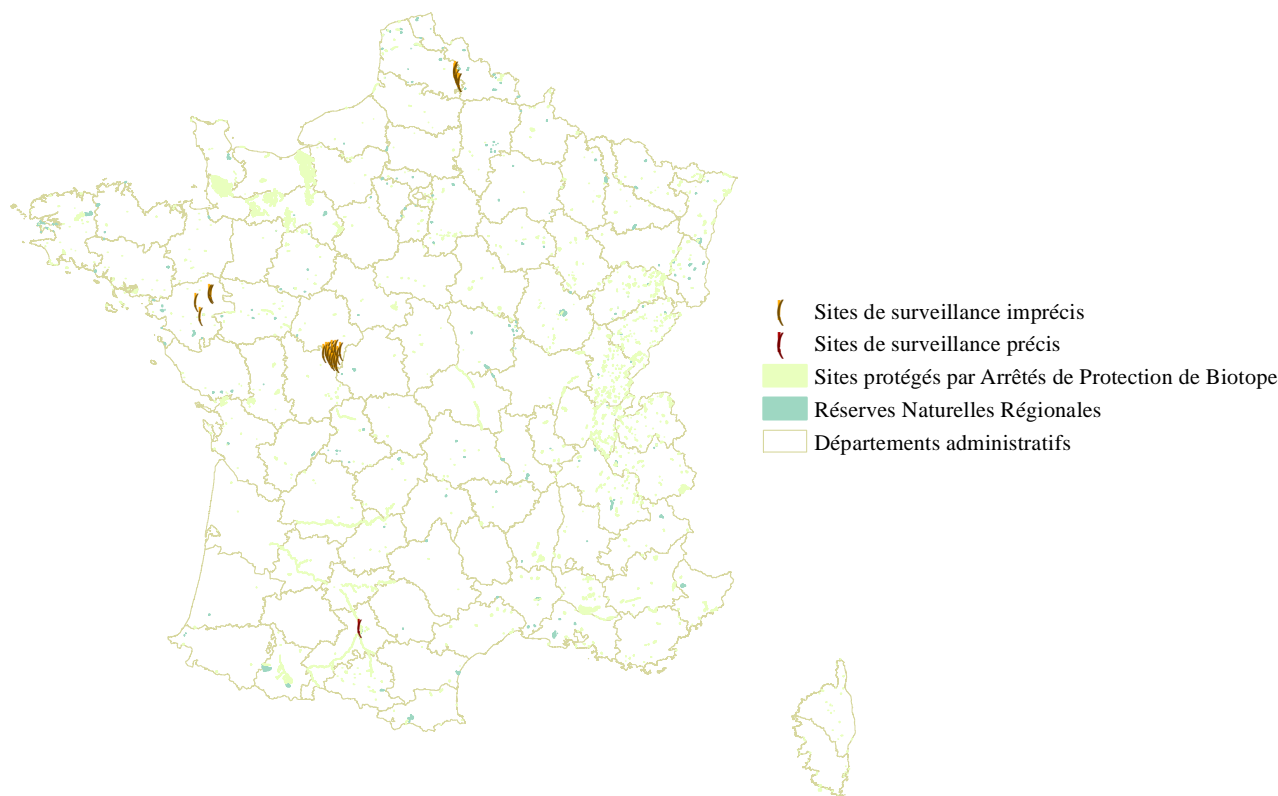 Sites de surveillance imprécis
Sites de surveillance précis
Sites protégés par Arrêtés de Protection de Biotope
Réserves Naturelles Régionales
Départements administratifs